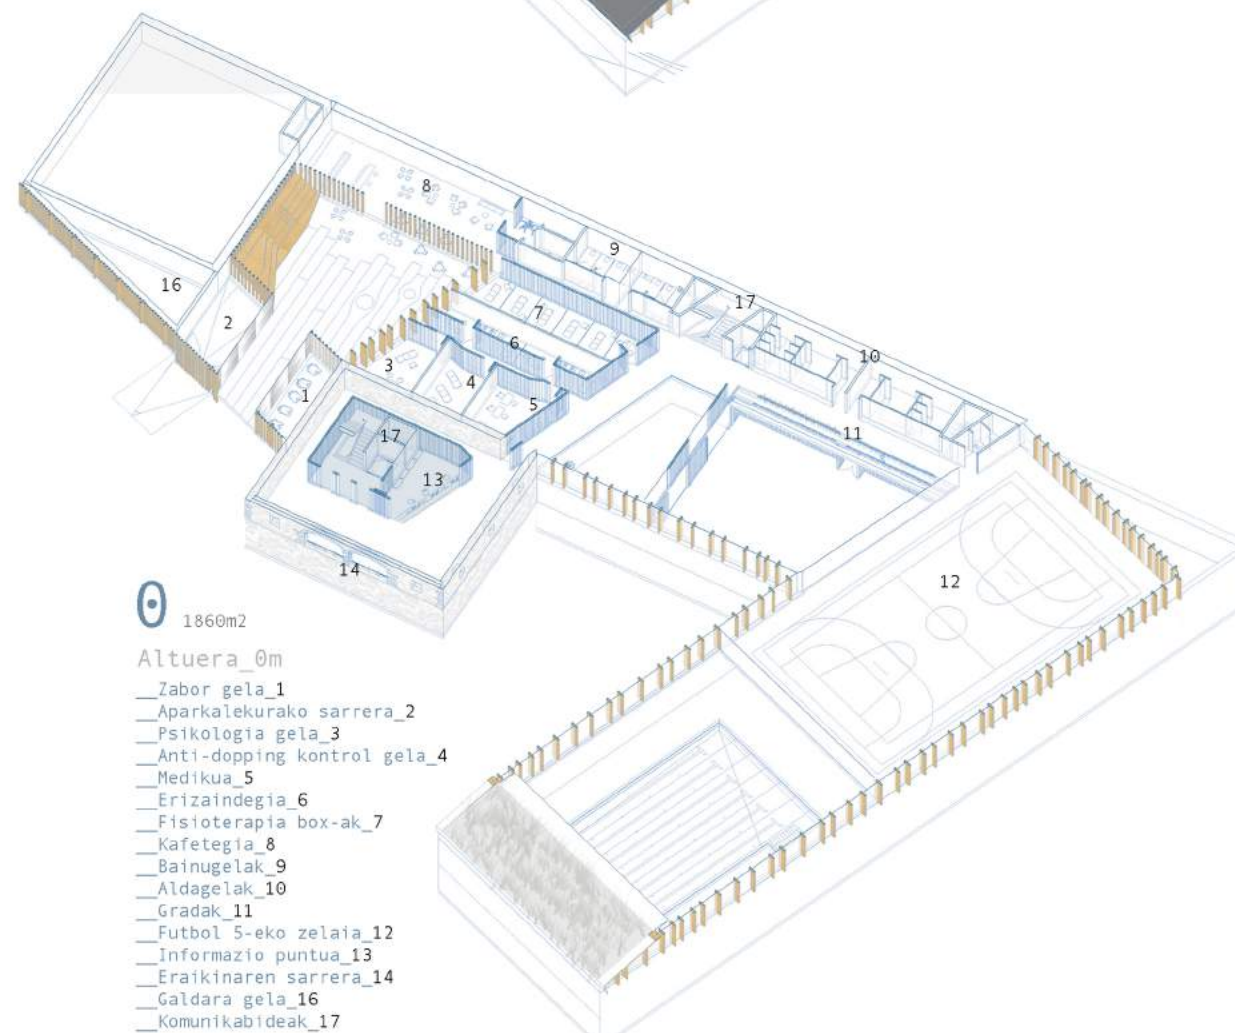 8
9
16
7
17
2
6
10
3
4
1
5
11
17
13
12
14
0 1860m2
Altuera_0m
__Zabor gela_1
__Aparkalekurako sarrera_2
__Psikologia gela_3
__Anti-dopping kontrol gela_4
__Medikua_5
__Erizaindegia_6
__Fisioterapia box-ak_7
__Kafetegia_8
__Bainugelak_9
__Aldagelak_10
__Gradak_11
__Futbol 5-eko zelaia_12
__Informazio puntua_13
__Eraikinaren sarrera_14
__Galdara gela_16
__Komunikabideak_17